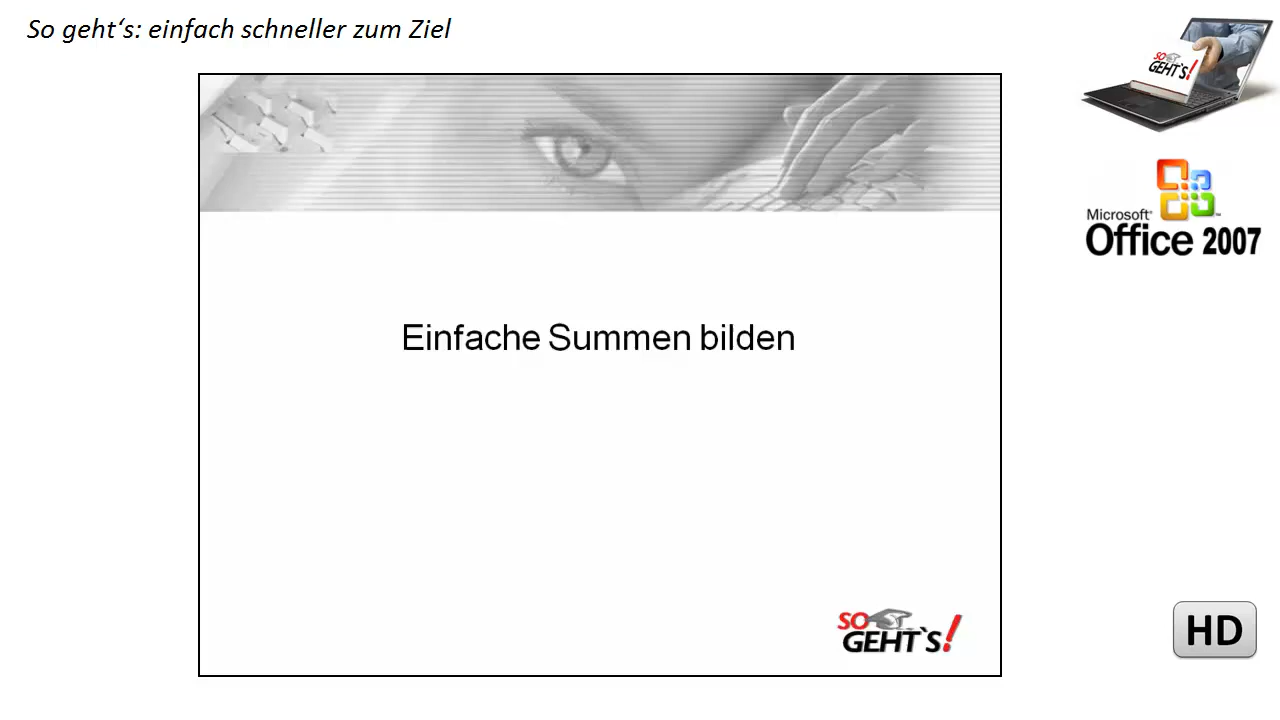 So geht‘s: einfach schneller zum Ziel
SO
GEHT`S!
Microsoft
Office 2007
Einfache Summen bilden
SO
GEHT`S!
HD